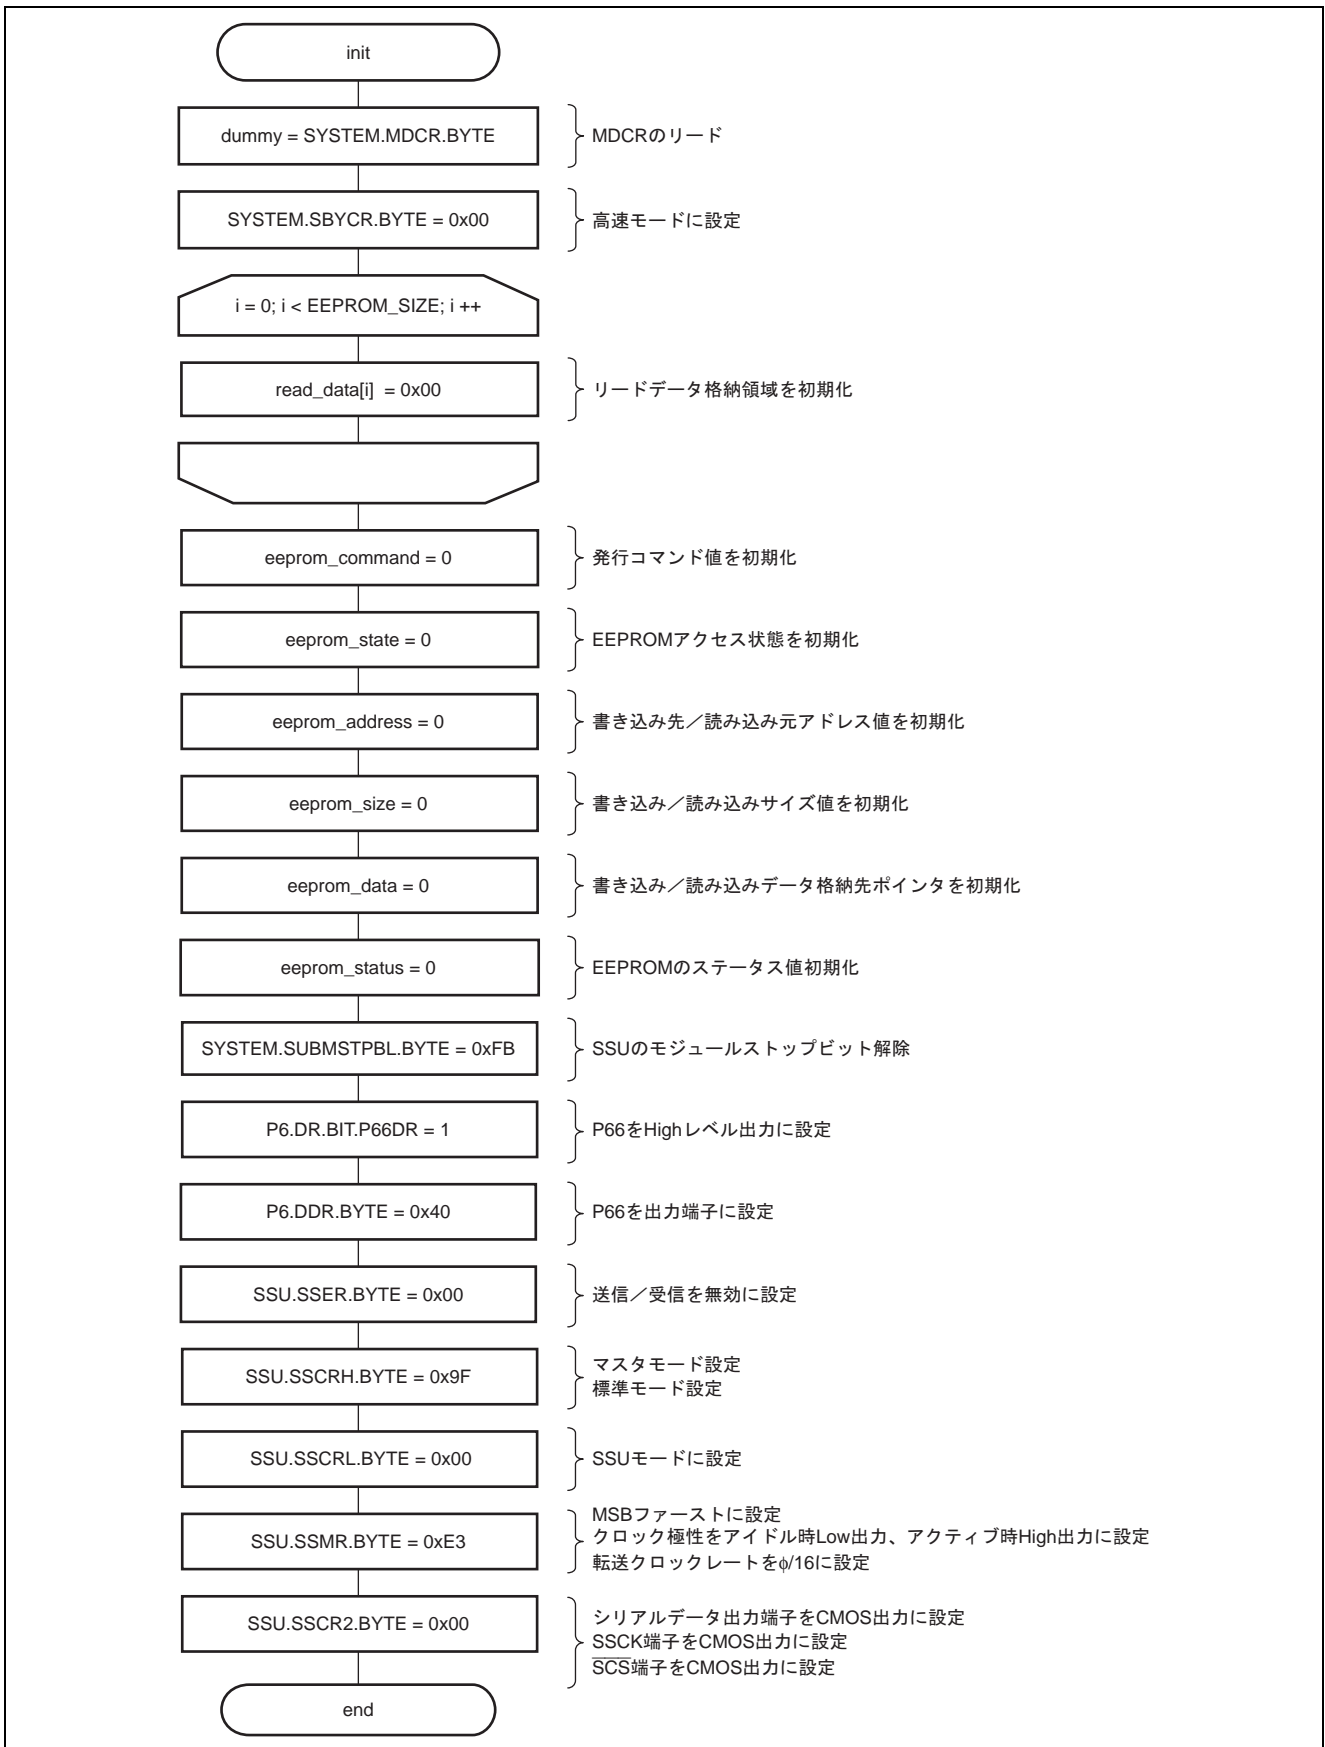 init
dummy = SYSTEM.MDCR.BYTE
MDCRのリード
SYSTEM.SBYCR.BYTE = 0x00
高速モードに設定
i = 0; i < EEPROM_SIZE; i ++
read_data[i]  = 0x00
リードデータ格納領域を初期化
eeprom_command = 0
発行コマンド値を初期化
eeprom_state = 0
EEPROMアクセス状態を初期化
eeprom_address = 0
書き込み先／読み込み元アドレス値を初期化
eeprom_size = 0
書き込み／読み込みサイズ値を初期化
eeprom_data = 0
書き込み／読み込みデータ格納先ポインタを初期化
eeprom_status = 0
EEPROMのステータス値初期化
SYSTEM.SUBMSTPBL.BYTE = 0xFB
SSUのモジュールストップビット解除
P6.DR.BIT.P66DR = 1
P66をHighレベル出力に設定
P6.DDR.BYTE = 0x40
P66を出力端子に設定
SSU.SSER.BYTE = 0x00
送信／受信を無効に設定
SSU.SSCRH.BYTE = 0x9F
マスタモード設定
標準モード設定
SSU.SSCRL.BYTE = 0x00
SSUモードに設定
SSU.SSMR.BYTE = 0xE3
MSBファーストに設定
クロック極性をアイドル時Low出力、アクティブ時High出力に設定
転送クロックレートをφ/16に設定
SSU.SSCR2.BYTE = 0x00
シリアルデータ出力端子をCMOS出力に設定
SSCK端子をCMOS出力に設定
S̅C̅S̅端子をCMOS出力に設定
end